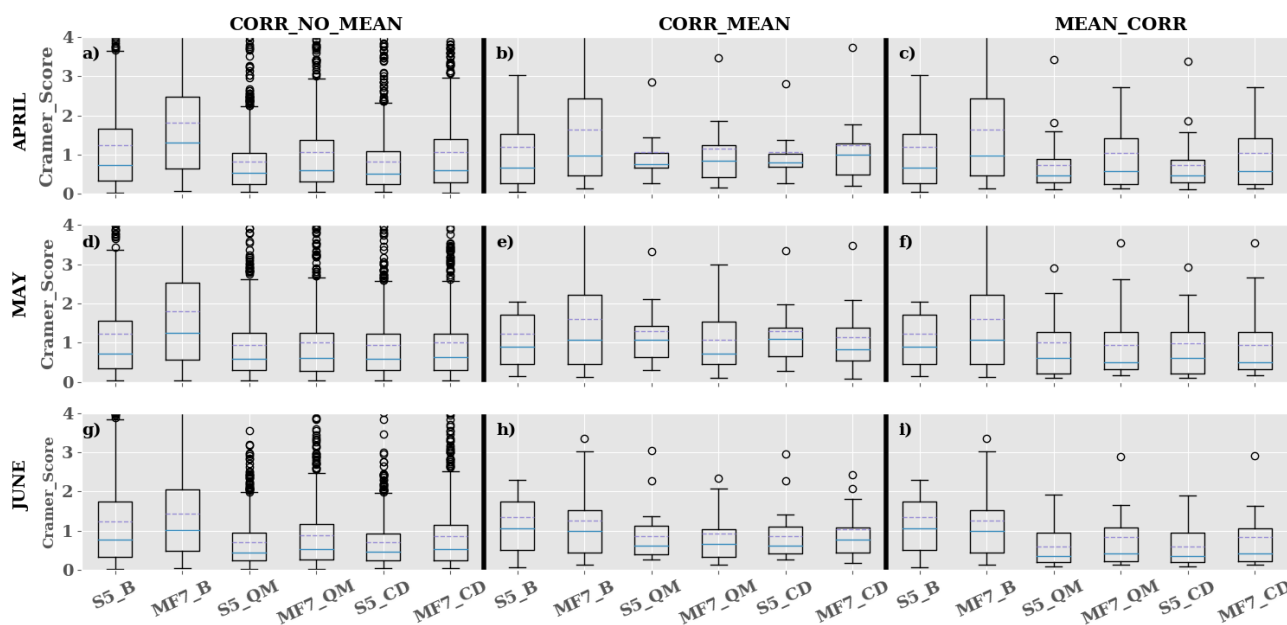 CORR_NO_MEAN CORR_MEAN MEAN_CORR
APRIL
Cramer_Score
4
3
2
1
0
a) b) c)
MAY
Cramer_Score
4
3
2
1
0
d) e) f)
JUNE
Cramer_Score
4
3
2
1
0
g) h) i)
S5_B MF7_B S5_QM MF7_QM S5_CD MF7_CD S5_B MF7_B S5_QM MF7_QM S5_CD MF7_CD S5_B MF7_B S5_QM MF7_QM S5_CD MF7_CD